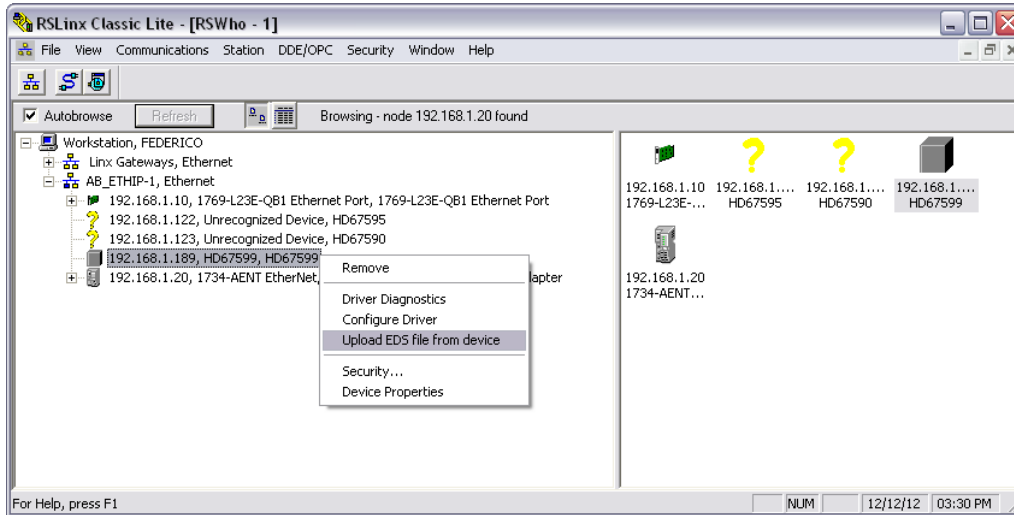 RSLinx Classic Lite - [RSWho - 1]
File View Communications Station DDE/OPC Security Window Help
Autobrowse Refresh Browsing - node 192.168.1.20 found
Workstation, FEDERICO
Linx Gateways, Ethernet
AB_ETHIP-1, Ethernet
192.168.1.10, 1769-L23E-QB1 Ethernet Port, 1769-L23E-QB1 Ethernet Port
192.168.1.122, Unrecognized Device, HD67595
192.168.1.123, Unrecognized Device, HD67590
192.168.1.189, HD67599, HD67599
192.168.1.20, 1734-AENT EtherNet, lapter
Remove
Driver Diagnostics
Configure Driver
Upload EDS file from device
Security...
Device Properties
192.168.1.10 192.168.1.... 192.168.1.... 192.168.1....
1769-L23E-... HD67595 HD67590 HD67599
192.168.1.20
1734-AENT...
For Help, press F1 NUM 12/12/12 03:30 PM